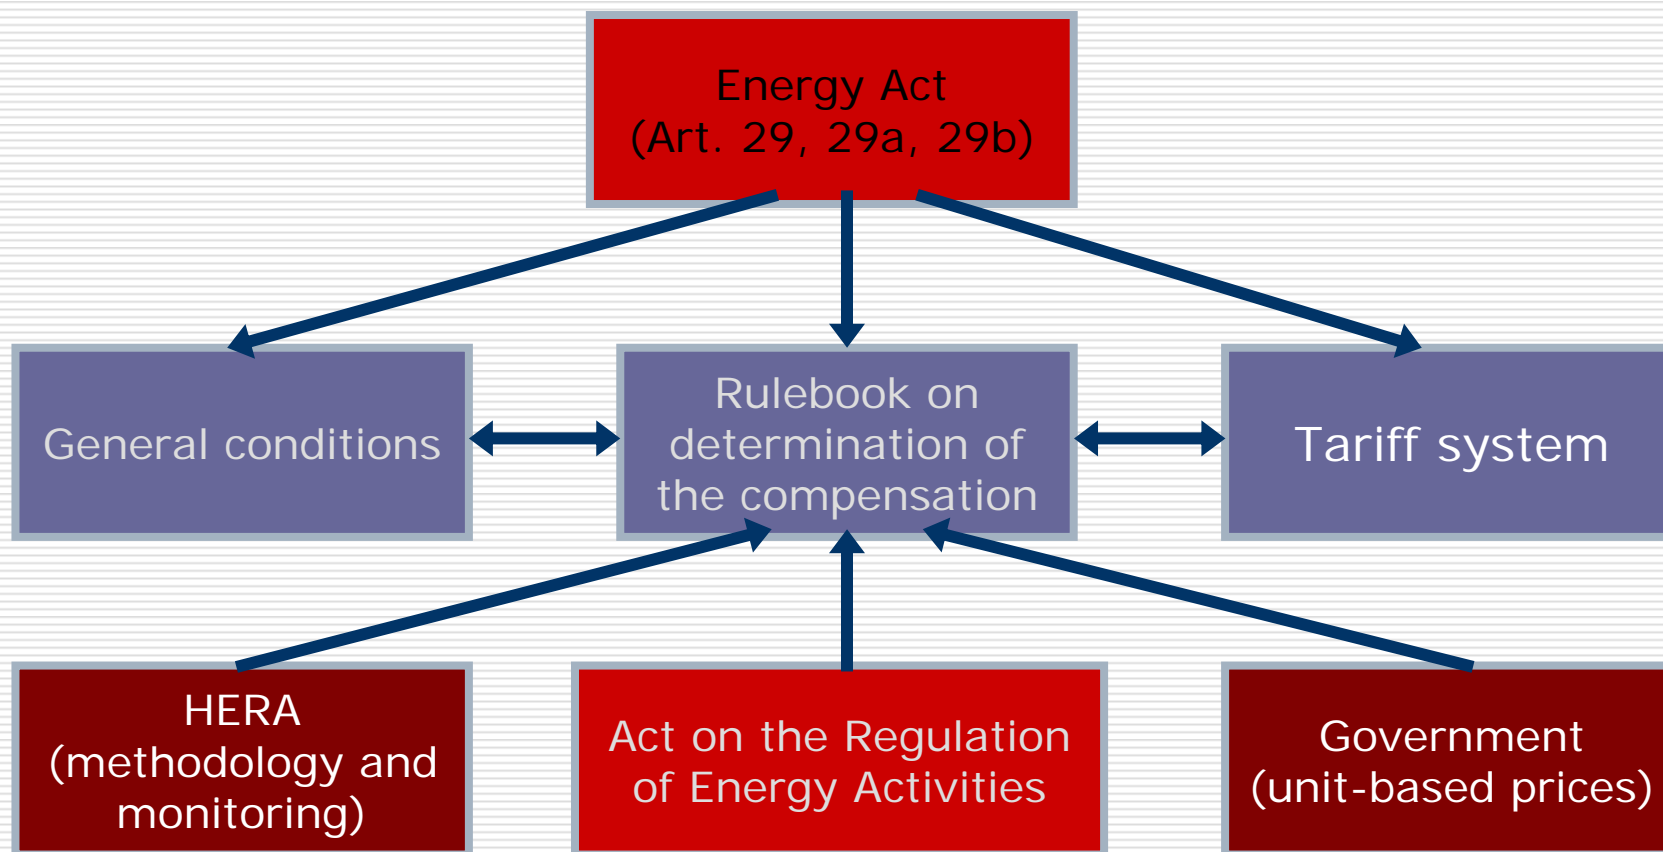 Energy Act
(Art. 29, 29a, 29b)
General conditions
Rulebook on
determination of
the compensation
Tariff system
HERA
(methodology and
monitoring)
Act on the Regulation
of Energy Activities
Government
(unit-based prices)